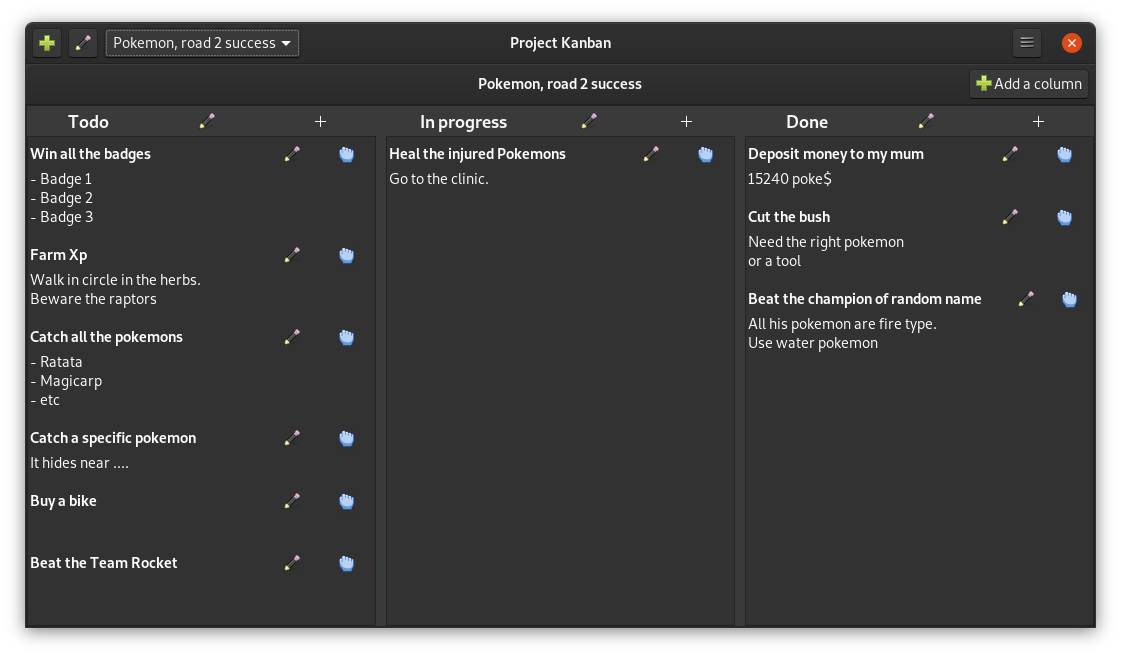 Pokemon, road 2 success
Project Kanban
Pokemon, road 2 success
Add a column
Todo
Win all the badges
- Badge 1
- Badge 2
- Badge 3
Farm Xp
Walk in circle in the herbs.
Beware the raptors
Catch all the pokemons
- Ratata
- Magicarp
- etc
Catch a specific pokemon
It hides near ....
Buy a bike
Beat the Team Rocket
In progress
Heal the injured Pokemons
Go to the clinic.
Done
Deposit money to my mum
15240 poke$
Cut the bush
Need the right pokemon
or a tool
Beat the champion of random name
All his pokemon are fire type.
Use water pokemon